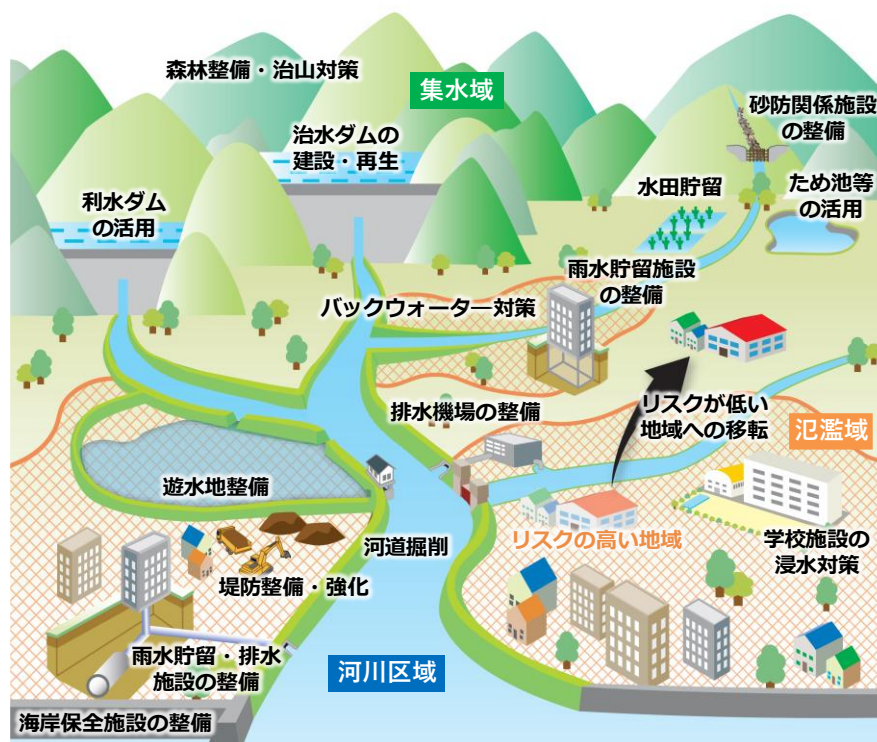 森林整備・治山対策
集水域
砂防関係施設
の整備
治水ダムの
建設・再生
水田貯留
ため池等
の活用
利水ダム
の活用
雨水貯留施設
の整備
バックウォーター対策
排水機場の整備
リスクが低い
地域への移転
氾濫域
遊水地整備
河道掘削
リスクの高い地域
学校施設の
浸水対策
堤防整備・強化
雨水貯留・排水
施設の整備
河川区域
海岸保全施設の整備